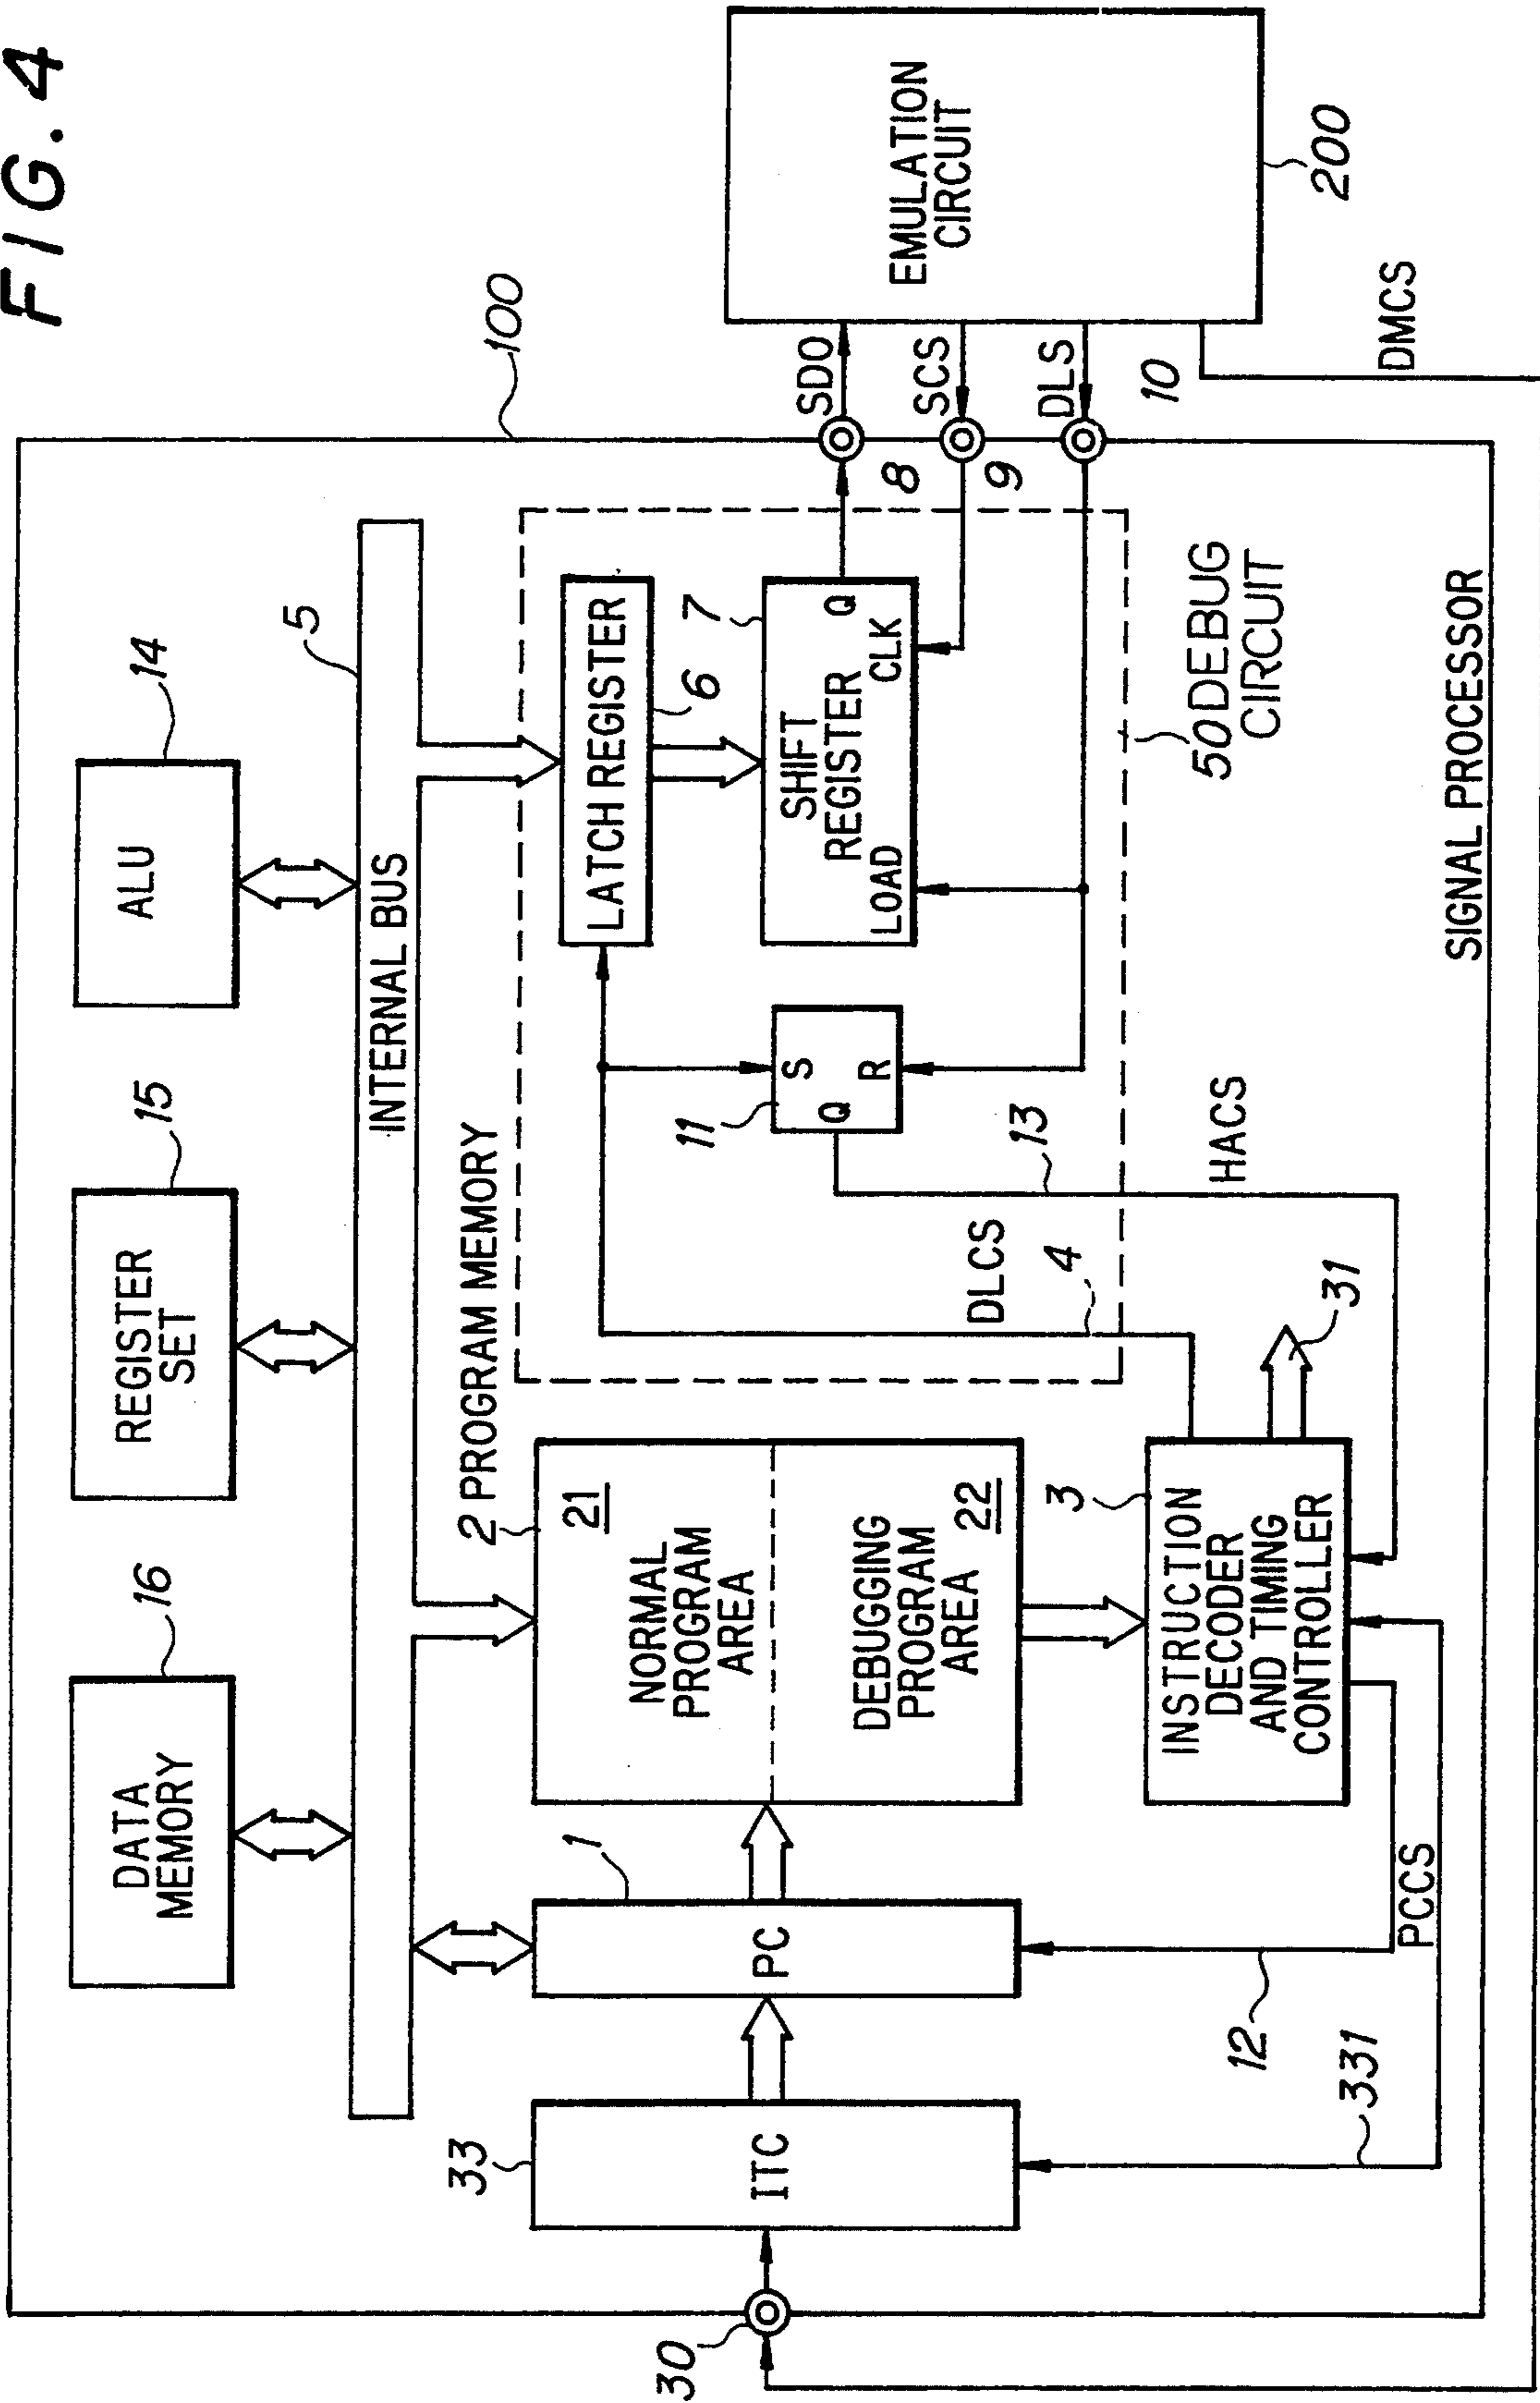 FIG. 4
100
16
DATA
MEMORY
15
REGISTER
SET
14
ALU
5
INTERNAL BUS
33
ITC
1
PC
2 PROGRAM MEMORY
21
NORMAL
PROGRAM
AREA
DEBUGGING
PROGRAM
AREA
22
LATCH REGISTER
6
7
SHIFT
REGISTER
Q
CLK
LOAD
11
S
Q
R
SDO
8
SCS
9
DLS
10
EMULATION
CIRCUIT
200
DMCS
30
3
INSTRUCTION
DECODER
AND TIMING
CONTROLLER
DLCS
4
13
HACS
31
50 DEBUG
CIRCUIT
12
PCCS
331
SIGNAL PROCESSOR